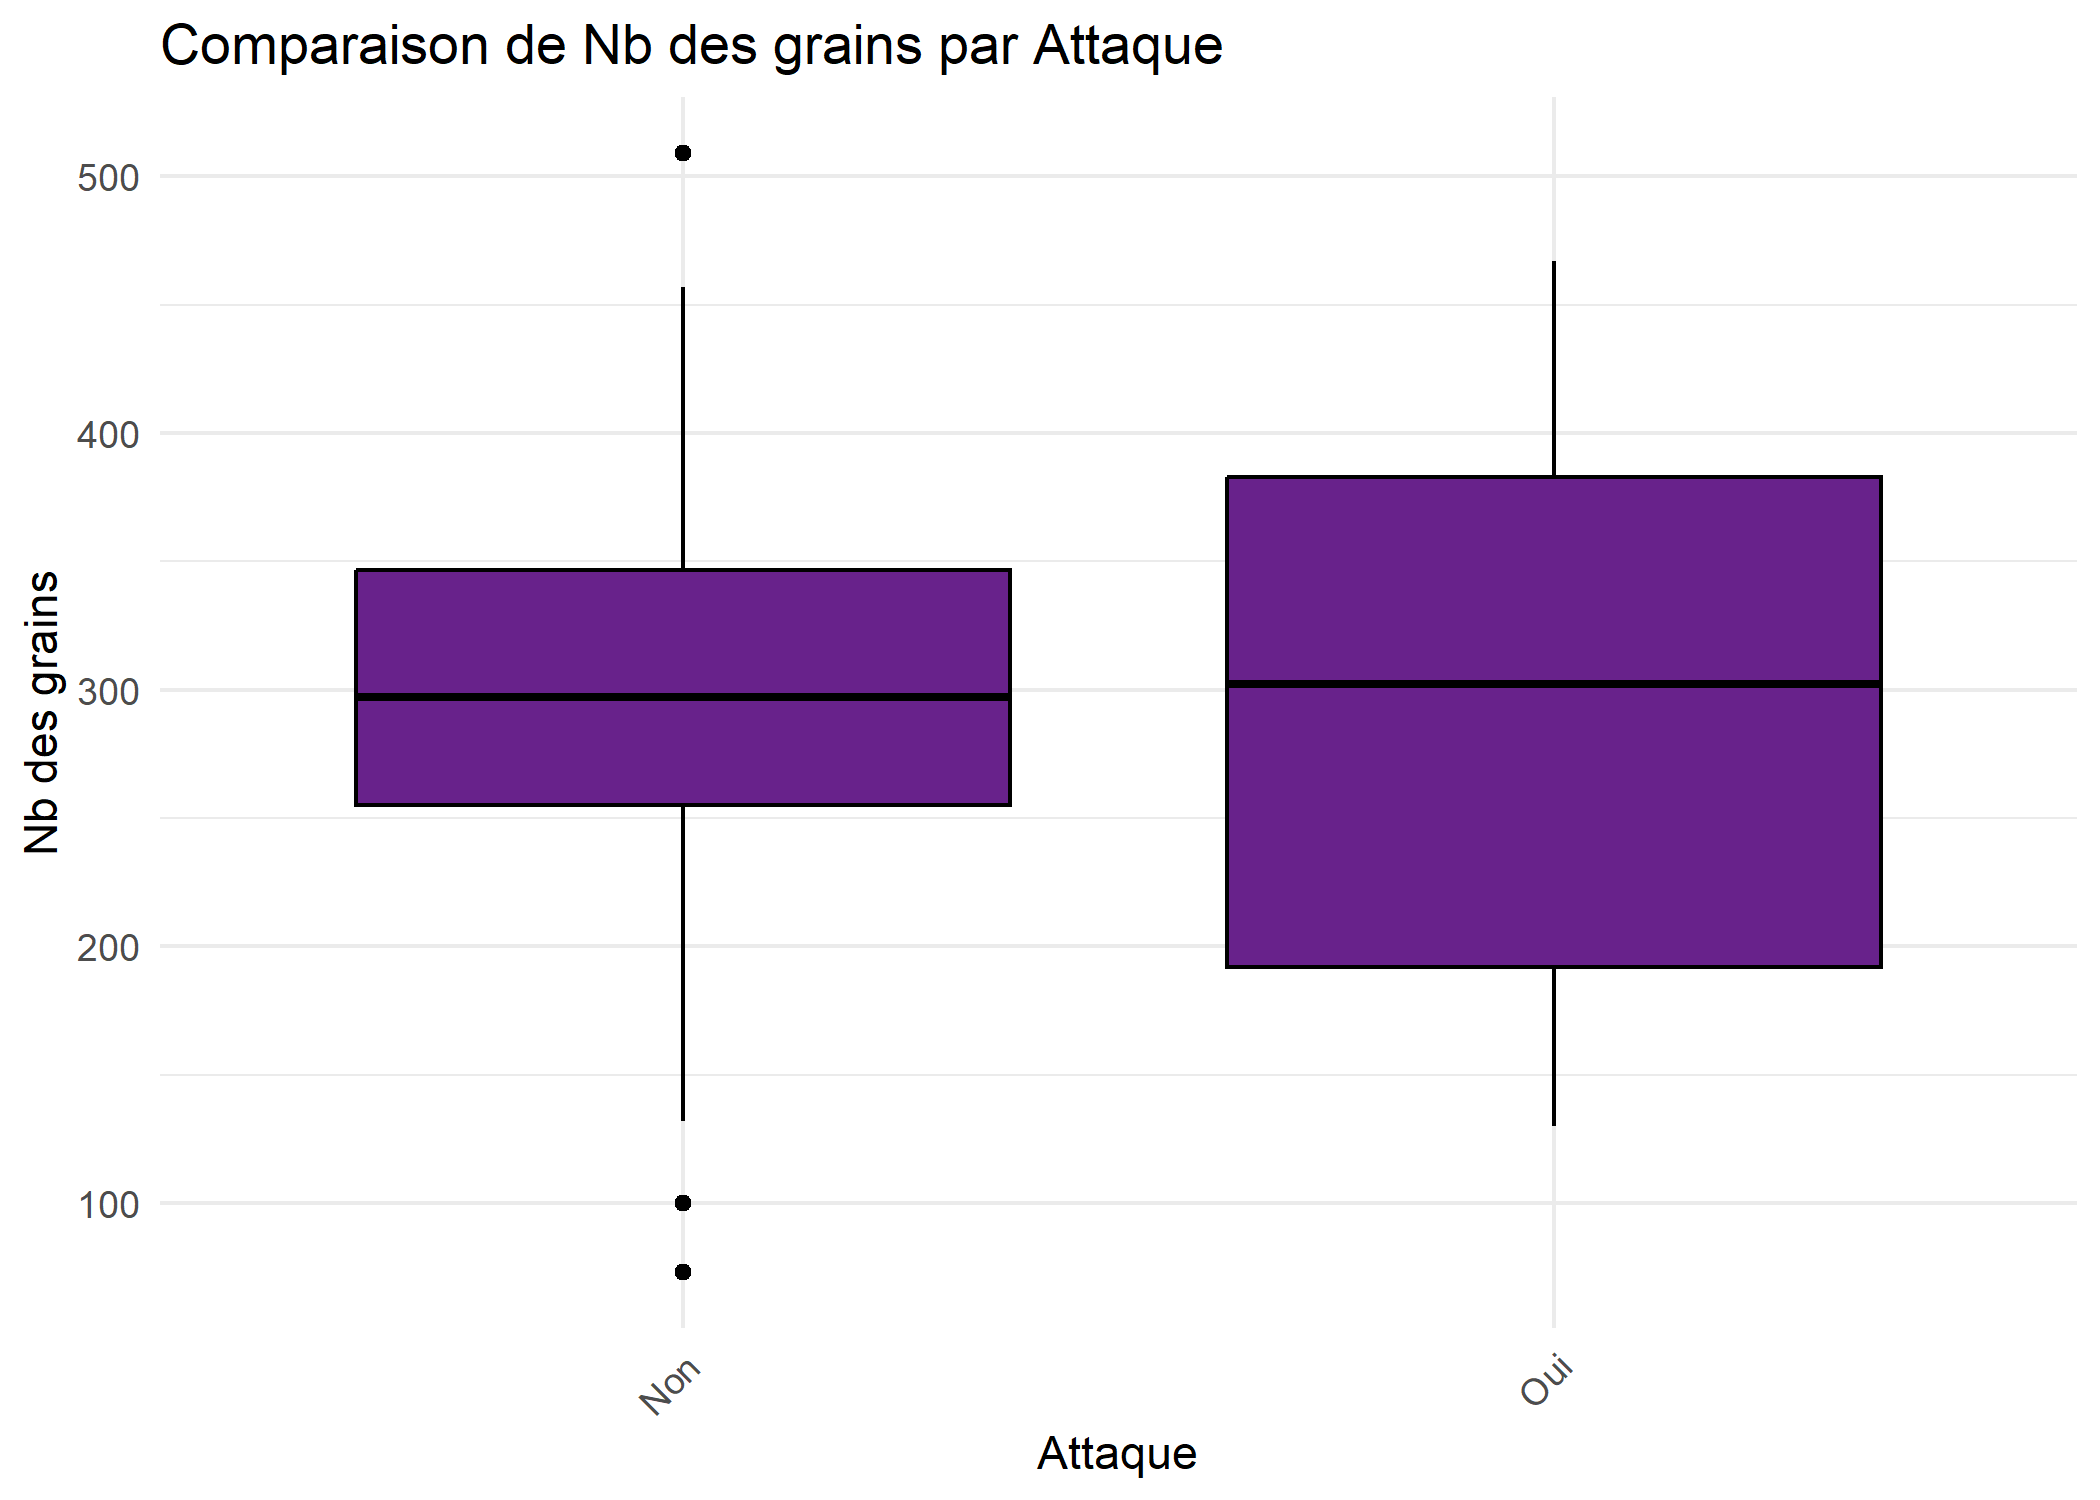 Comparaison de Nb des grains par Attaque
Nb des grains
500
400
300
200
100
Non
Oui
Attaque